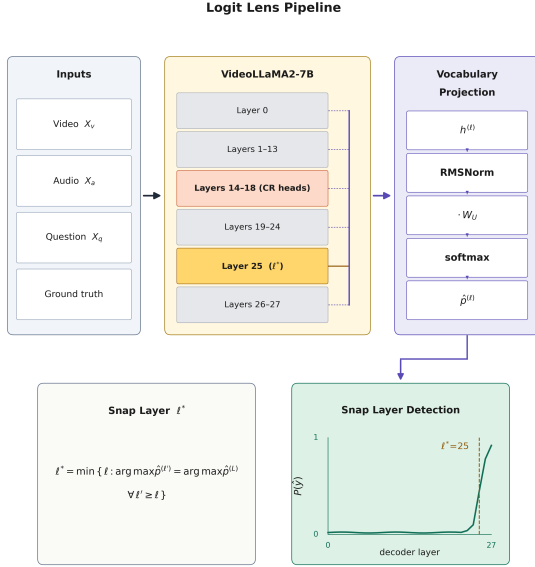 Logit Lens Pipeline
Inputs
Video X_v
Audio X_a
Question X_q
Ground truth
VideoLLaMA2-7B
Layer 0
Layers 1–13
Layers 14–18 (CR heads)
Layers 19–24
Layer 25 (ℓ*)
Layers 26–27
Vocabulary
Projection
h^(ℓ)
RMSNorm
· W_U
softmax
p̂^(ℓ)
Snap Layer ℓ*
ℓ* = min { ℓ : arg max p̂^(ℓ′) = arg max p̂^(L)
∀ ℓ′ ≥ ℓ }
Snap Layer Detection
1
ℓ*=25
P(ŷ)
0
0
27
decoder layer